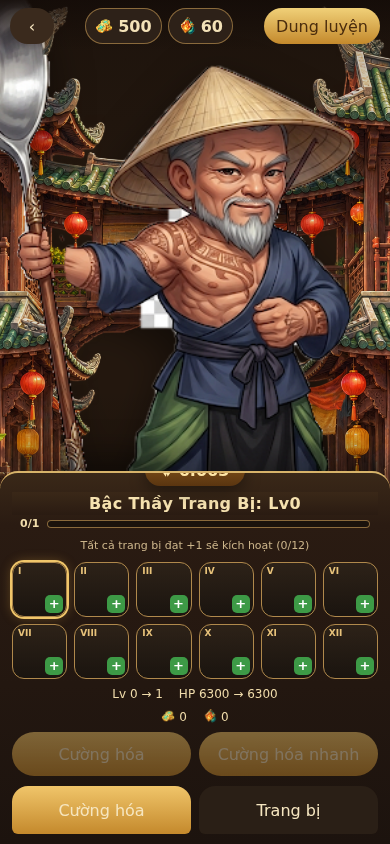 ‹
500
60
Dung luyện
Bậc Thầy Trang Bị: Lv0
0/1
Tất cả trang bị đạt +1 sẽ kích hoạt (0/12)
I
II
III
IV
V
VI
+
+
+
+
+
+
VII
VIII
IX
X
XI
XII
+
+
+
+
+
+
Lv 0 → 1 HP 6300 → 6300
0 0
Cường hóa
Cường hóa nhanh
Cường hóa
Trang bị